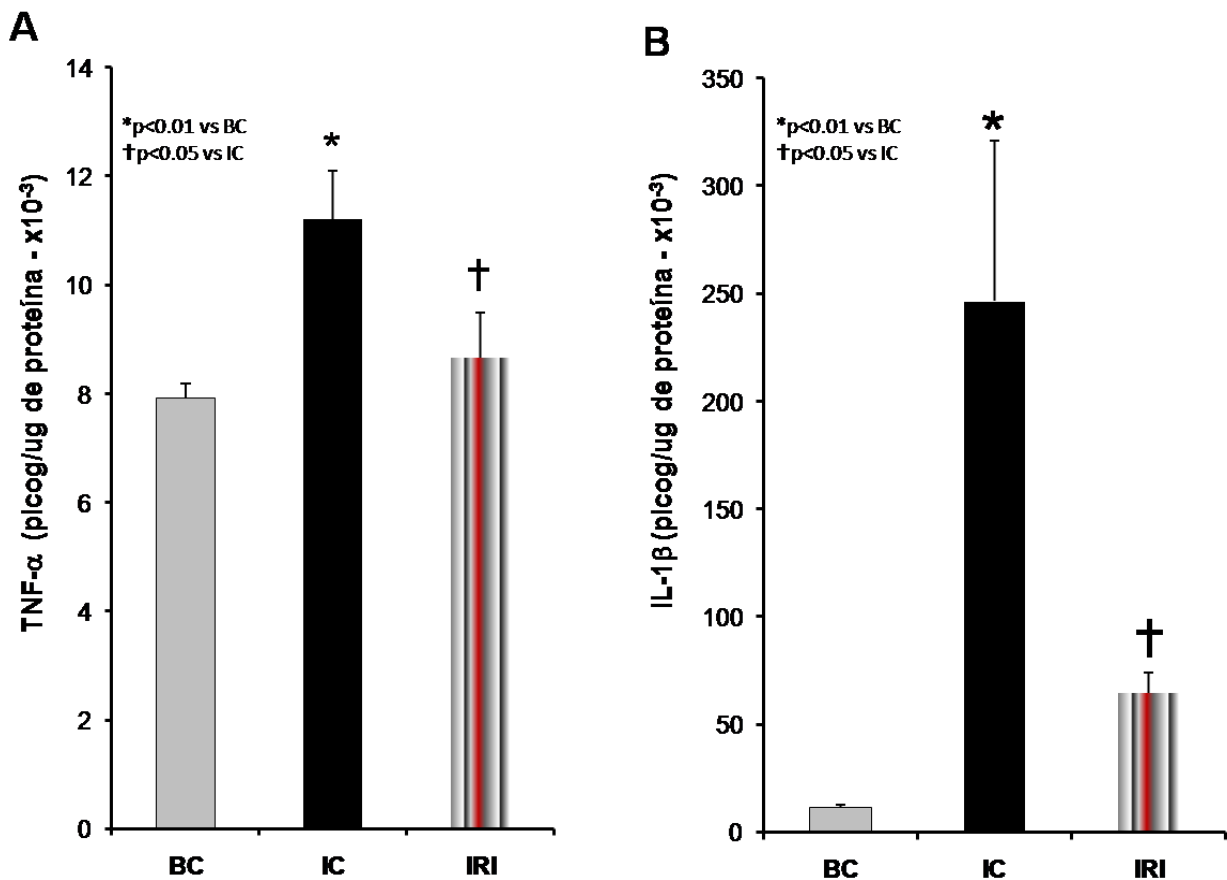 A
14
12
10
8
6
4
2
0
*p<0.01 vs BC
†p<0.05 vs IC
*
†
TNF-α (picog/ug de proteína - x10⁻³)
BC IC IRI
B
350
300
250
200
150
100
50
0
*p<0.01 vs BC
†p<0.05 vs IC
*
†
IL-1β (picog/ug de proteína - x10⁻³)
BC IC IRI